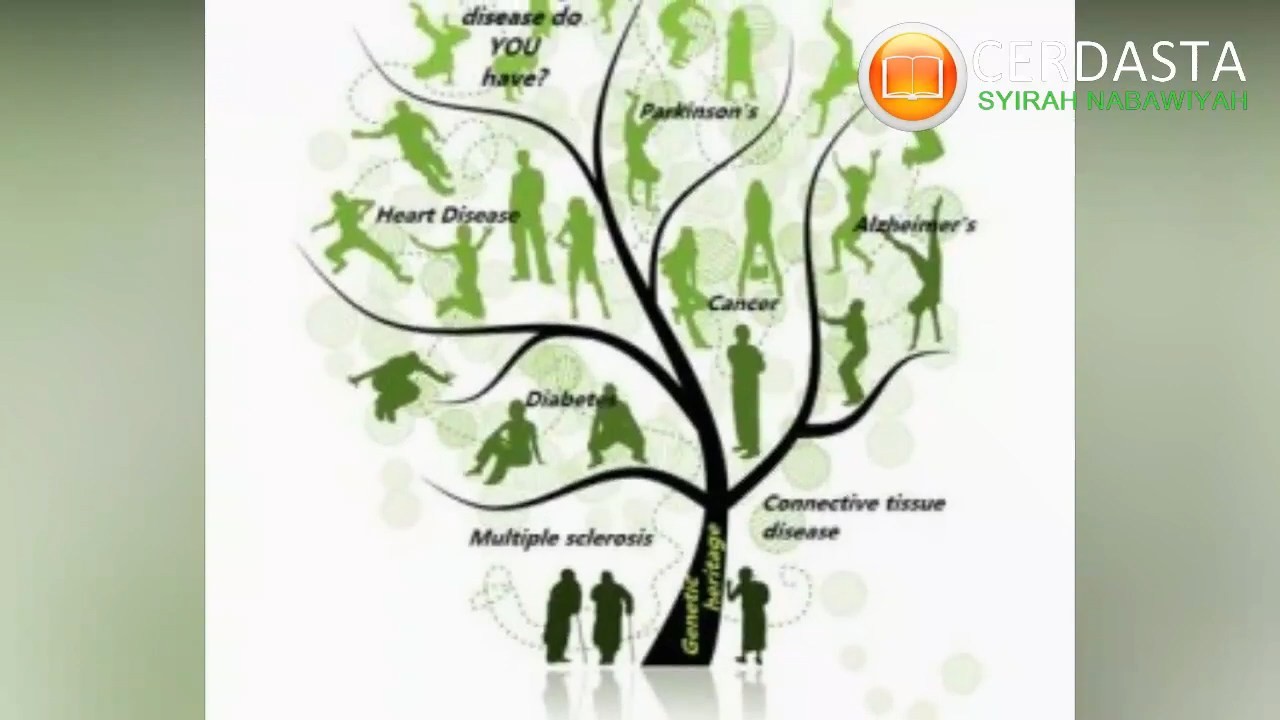 disease do
YOU
have?
CERDASTA
SYIRAH NABAWIYAH
Parkinson's
Heart Disease
Alzheimer's
Cancer
Diabetes
Connective tissue
disease
Multiple sclerosis
Genetic
heritage